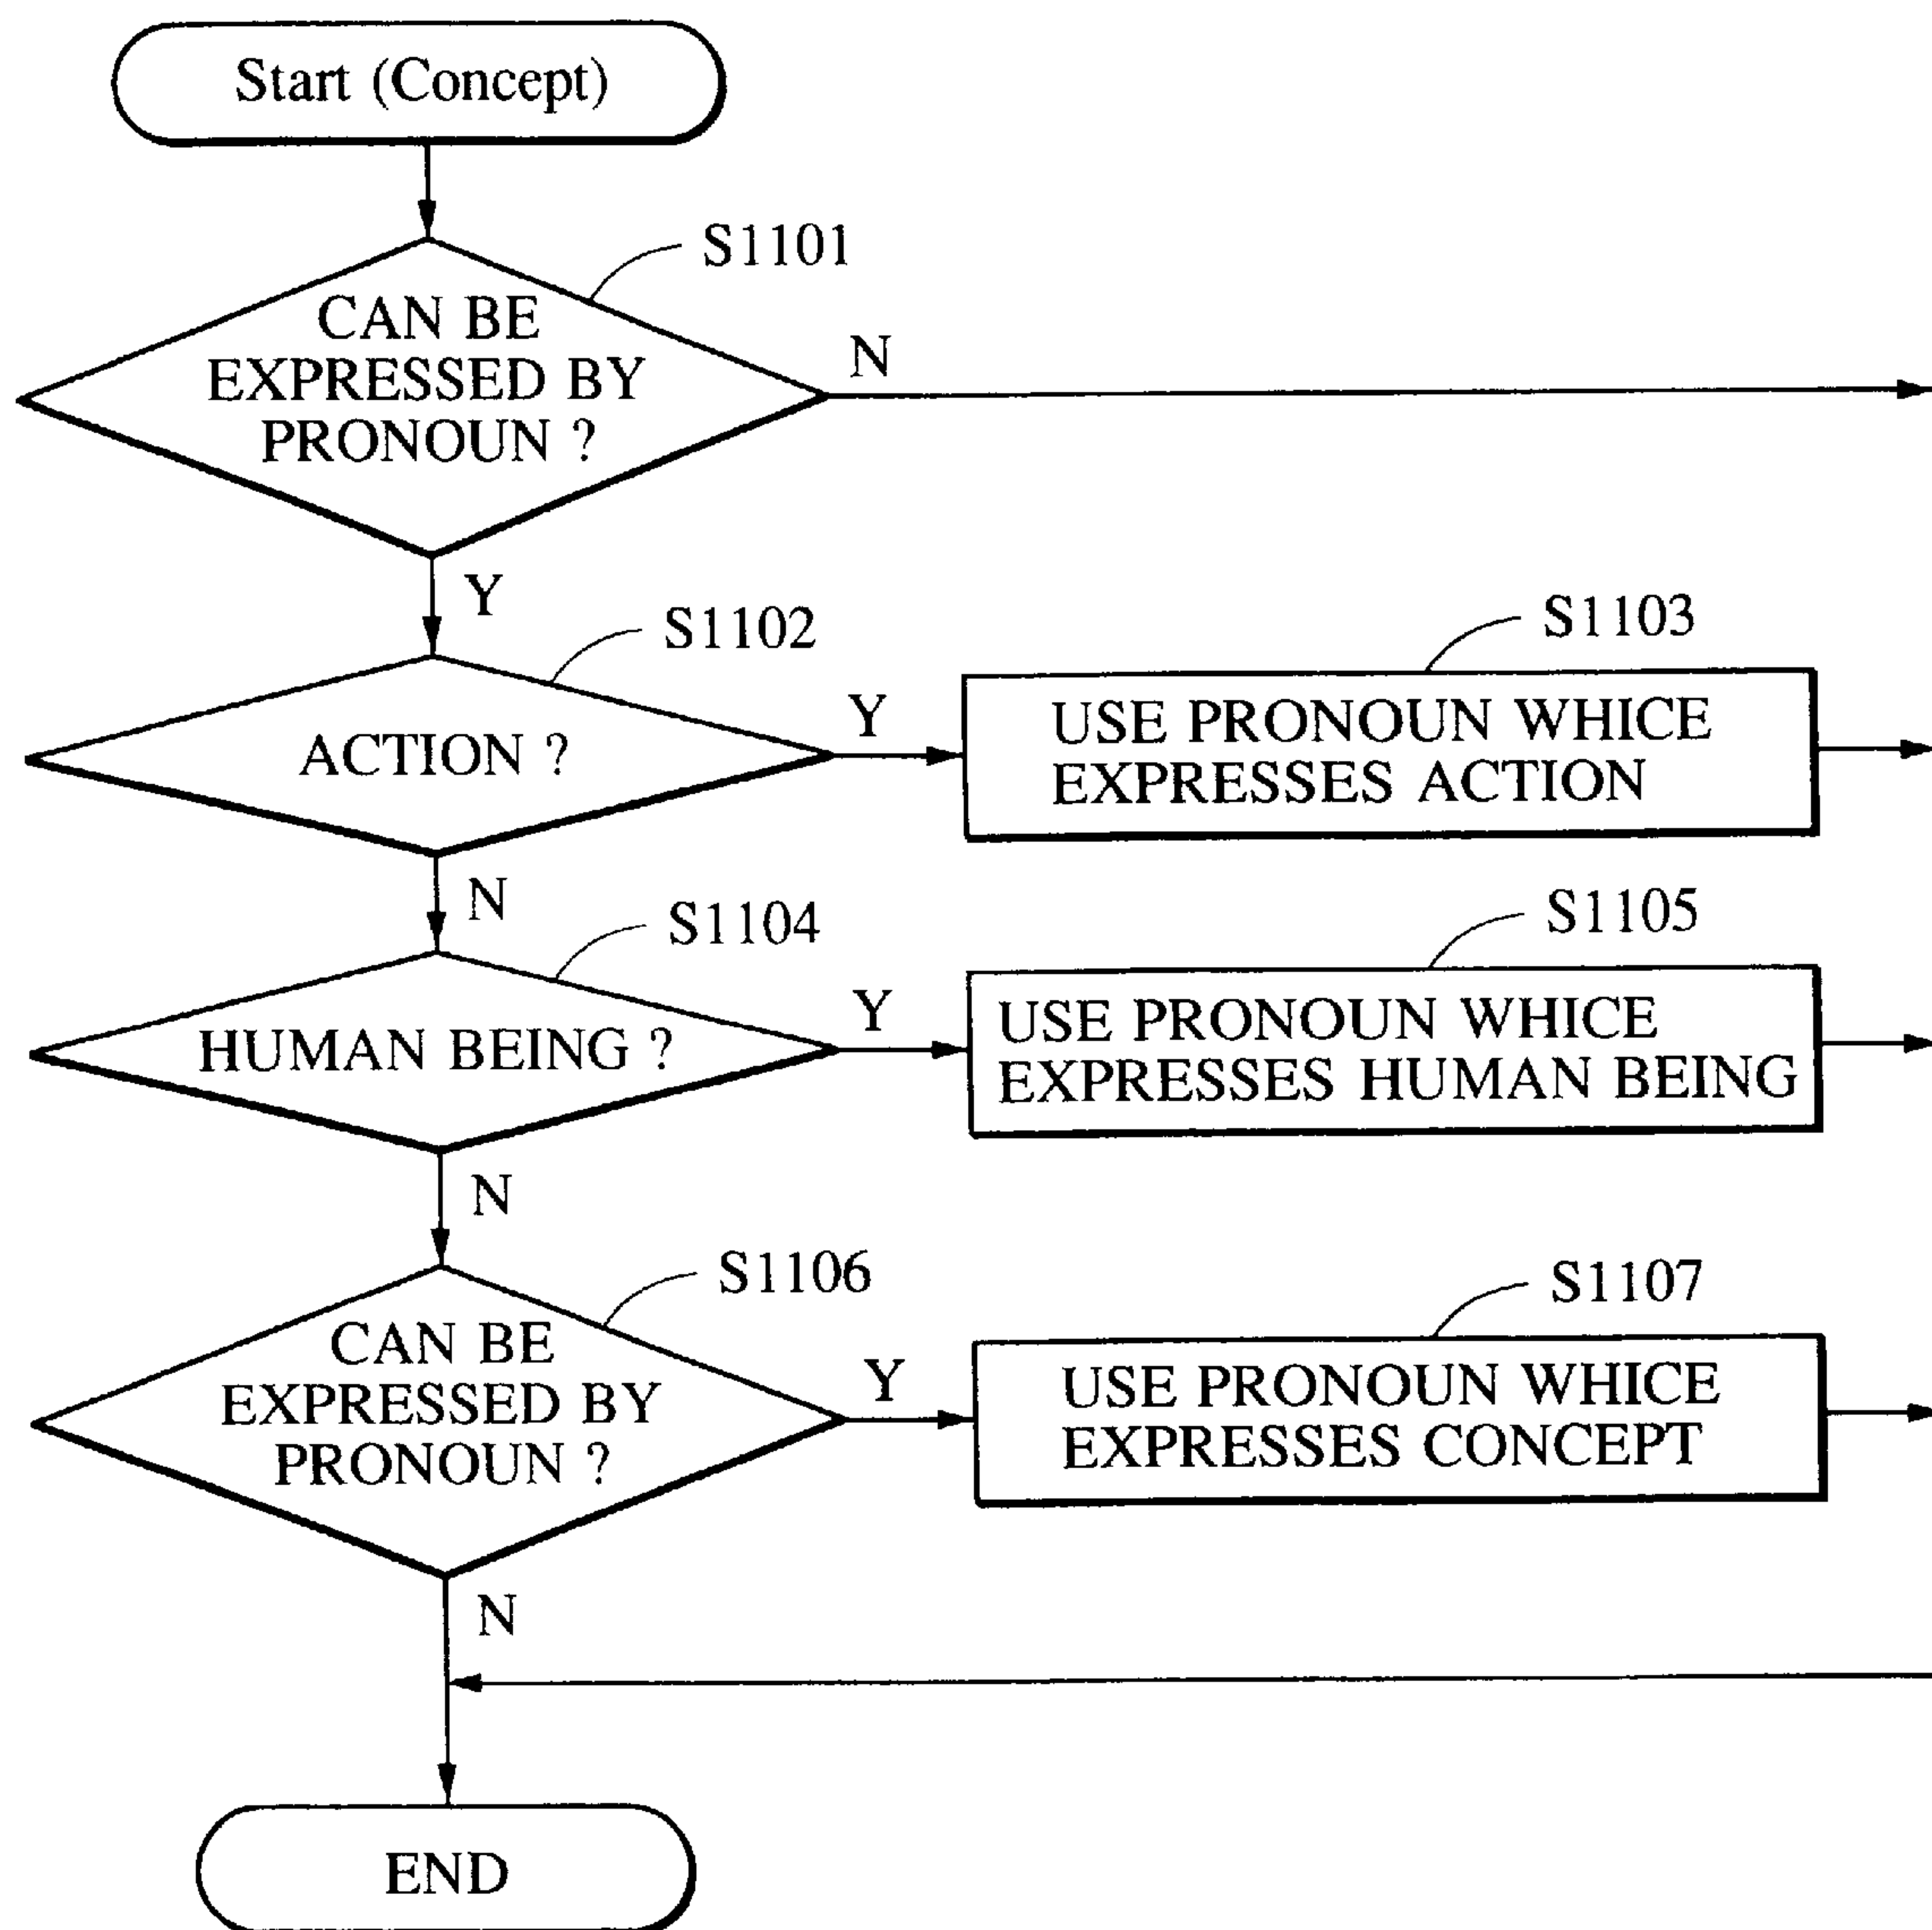 Start (Concept)
S1101
CAN BE
EXPRESSED BY
PRONOUN ?
N
Y
S1102
ACTION ?
Y
S1103
USE PRONOUN WHICE
EXPRESSES ACTION
N
S1104
HUMAN BEING ?
Y
S1105
USE PRONOUN WHICE
EXPRESSES HUMAN BEING
N
S1106
CAN BE
EXPRESSED BY
PRONOUN ?
Y
S1107
USE PRONOUN WHICE
EXPRESSES CONCEPT
N
END